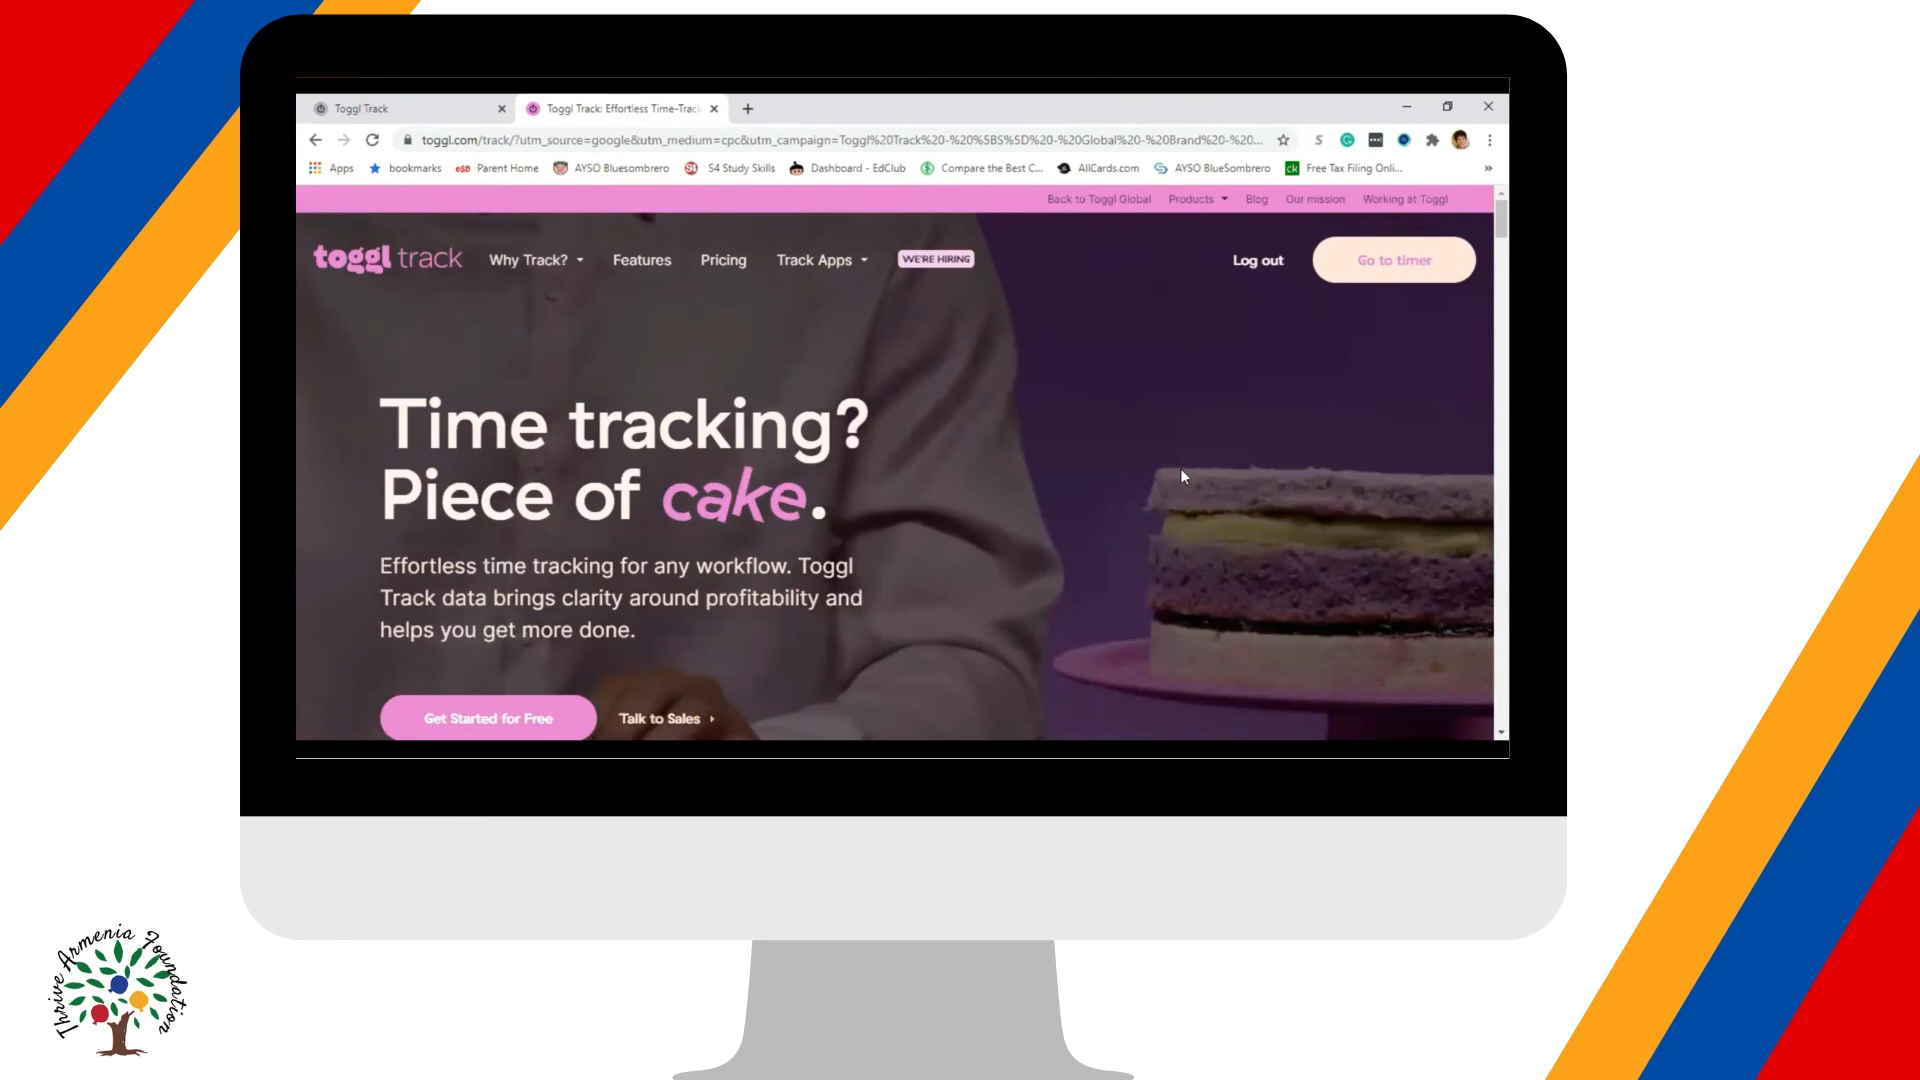 Toggl Track
Toggl Track: Effortless Time-Trac
toggl.com/track/?utm_source=google&utm_medium=cpc&utm_campaign=Toggl%20Track%20-%20%5BS%5D%20-%20Global%20-%20Brand%20-%20...
Apps bookmarks esd Parent Home AYSO Bluesombrero S4 Study Skills Dashboard - EdClub Compare the Best C... AllCards.com AYSO BlueSombrero ck Free Tax Filing Onli... »
Back to Toggl Global Products Blog Our mission Working at Toggl
toggl track Why Track? Features Pricing Track Apps WE'RE HIRING Log out Go to timer
Time tracking?
Piece of cake.
Effortless time tracking for any workflow. Toggl
Track data brings clarity around profitability and
helps you get more done.
Get Started for Free Talk to Sales
Thrive Armenia Foundation